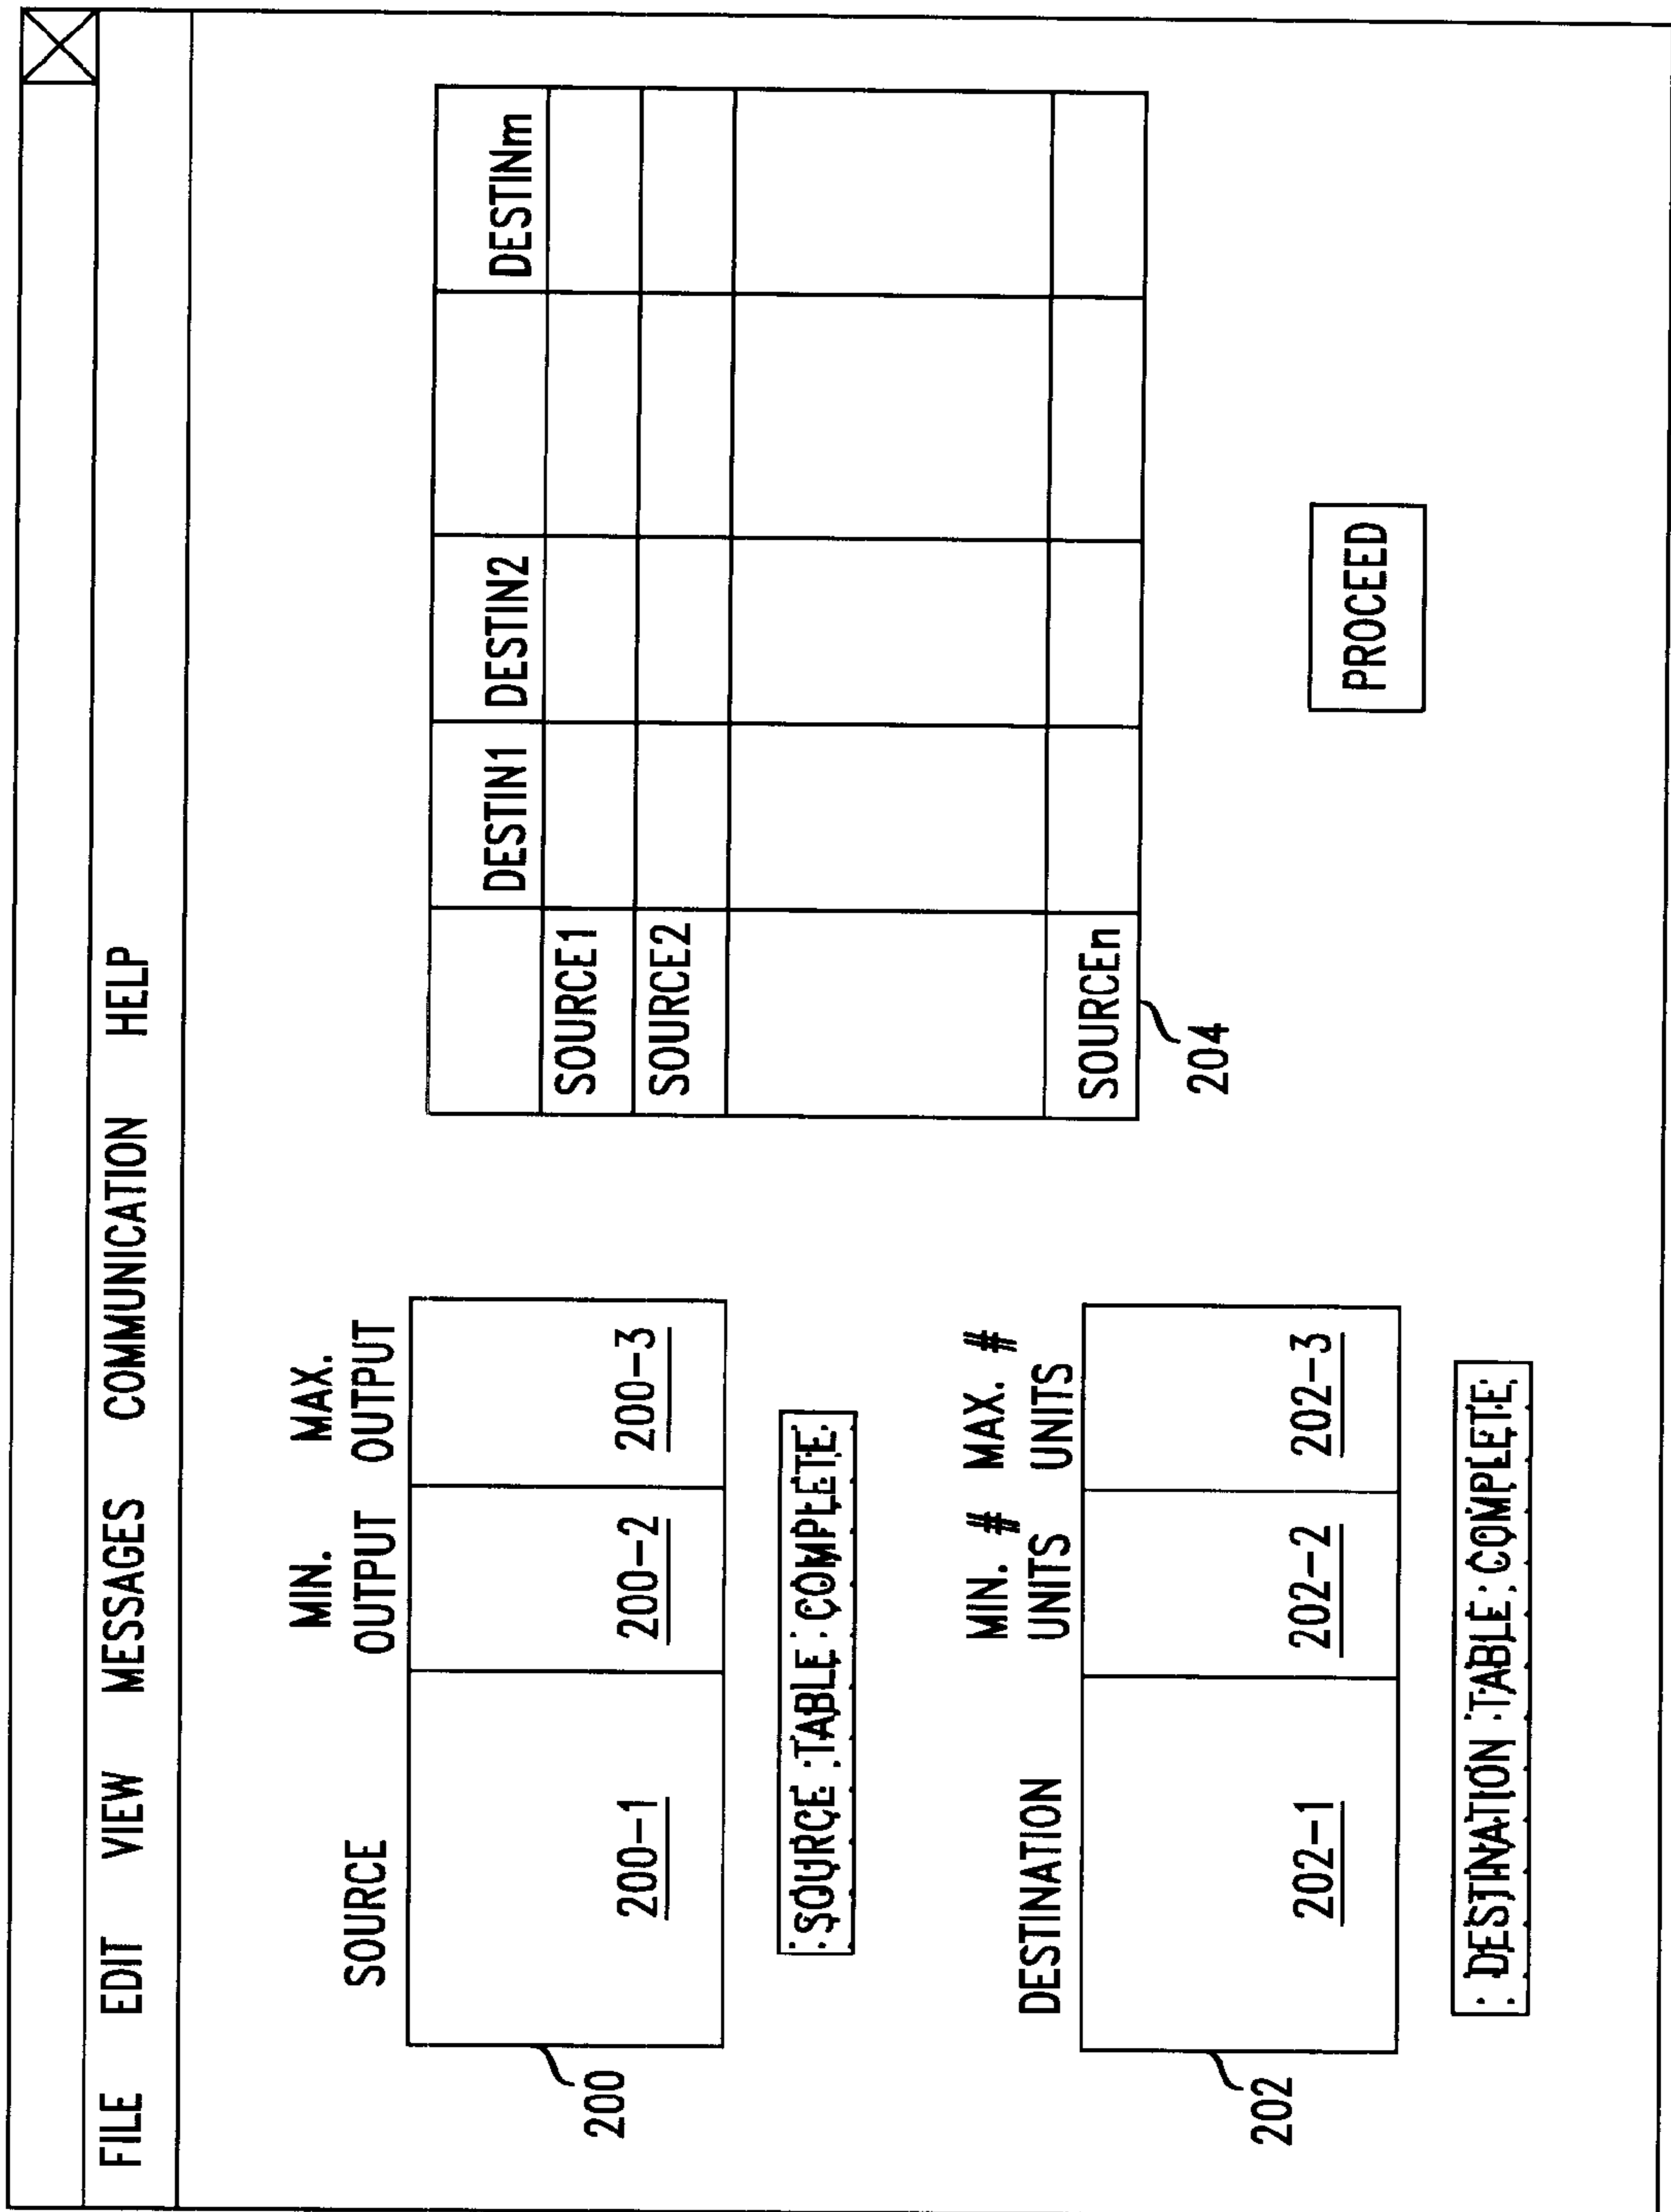 FILE EDIT VIEW MESSAGES COMMUNICATION HELP
SOURCE MIN. OUTPUT MAX. OUTPUT
200-1 200-2 200-3
200
SOURCE TABLE COMPLETE
DESTINATION MIN. # UNITS MAX. # UNITS
202-1 202-2 202-3
202
DESTINATION TABLE COMPLETE
DESTIN1 DESTIN2 DESTINm
SOURCE1
SOURCE2
SOURCEn
204
PROCEED